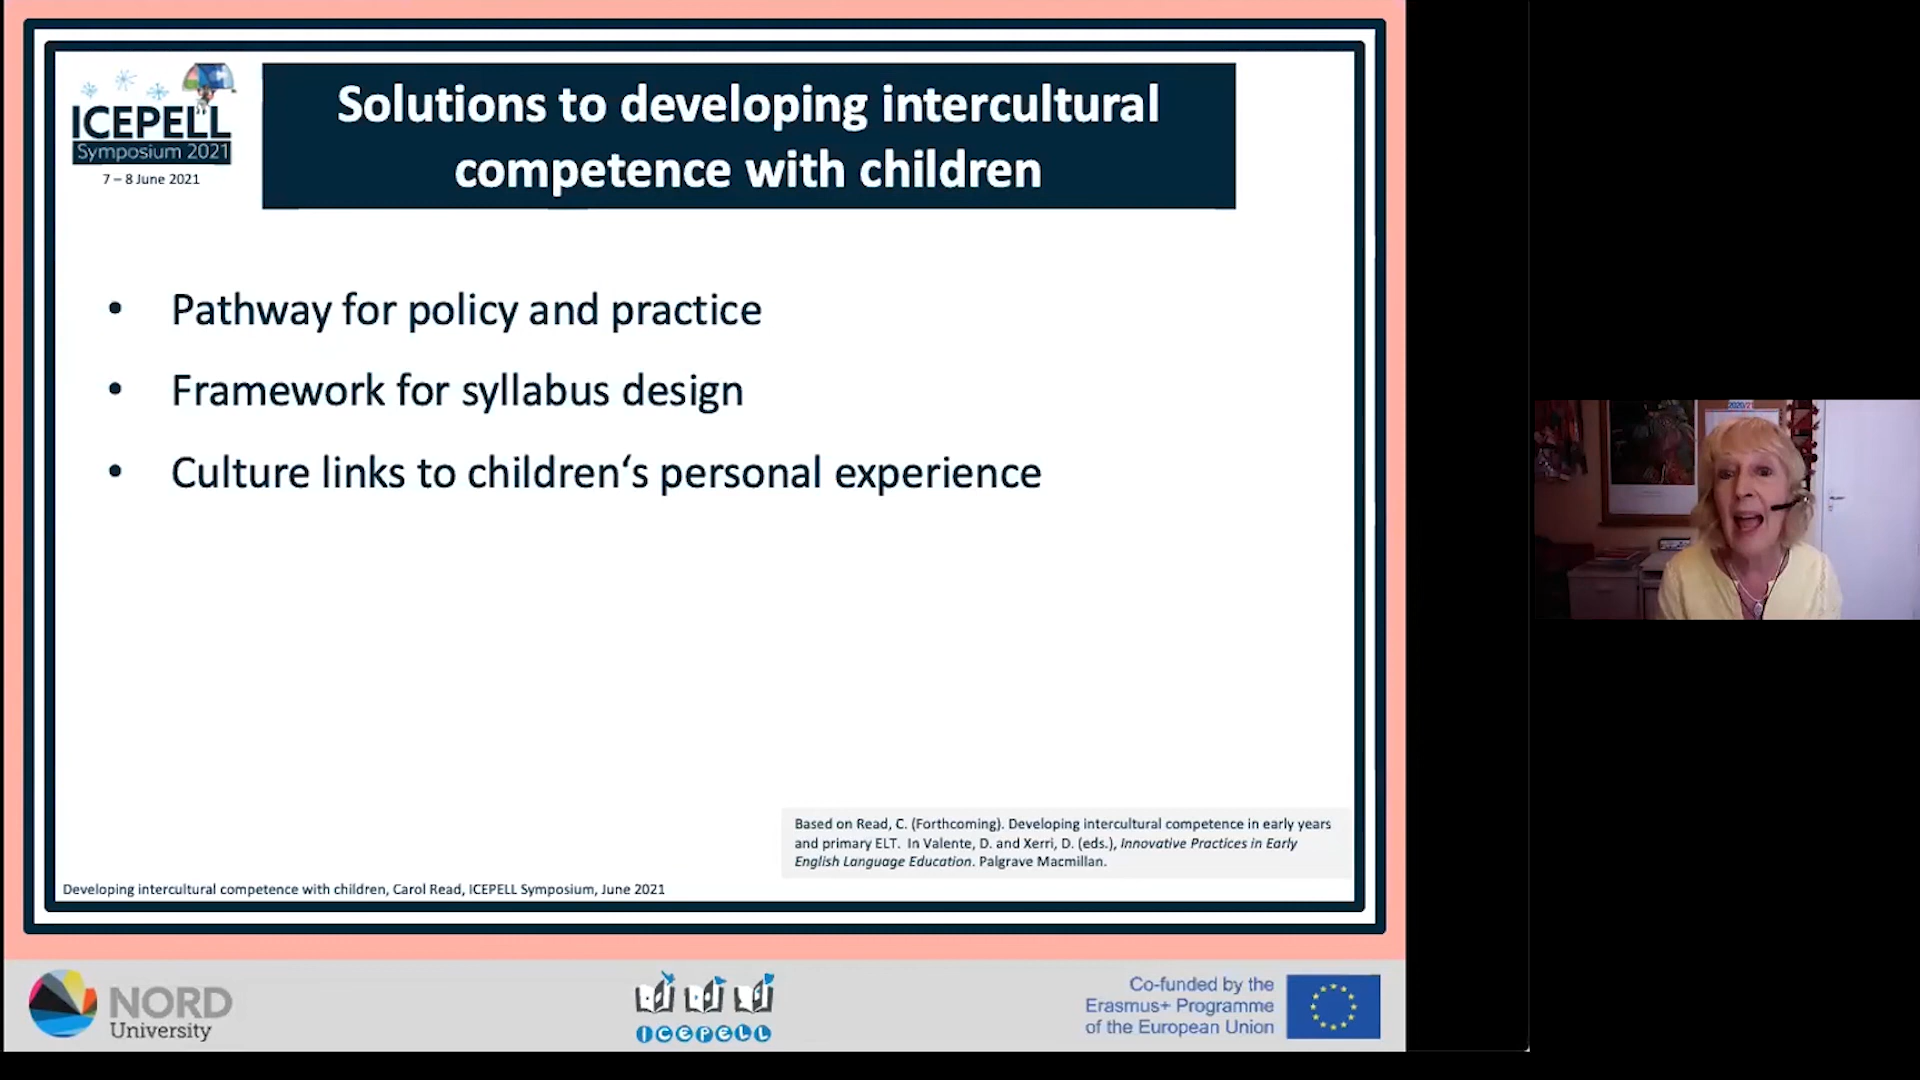 ICEPELL
Symposium 2021
7 – 8 June 2021
Solutions to developing intercultural
competence with children
• Pathway for policy and practice
• Framework for syllabus design
• Culture links to children‘s personal experience
Based on Read, C. (Forthcoming). Developing intercultural competence in early years
and primary ELT. In Valente, D. and Xerri, D. (eds.), Innovative Practices in Early
English Language Education. Palgrave Macmillan.
Developing intercultural competence with children, Carol Read, ICEPELL Symposium, June 2021
NORD
University
ICEPELL
Co-funded by the
Erasmus+ Programme
of the European Union